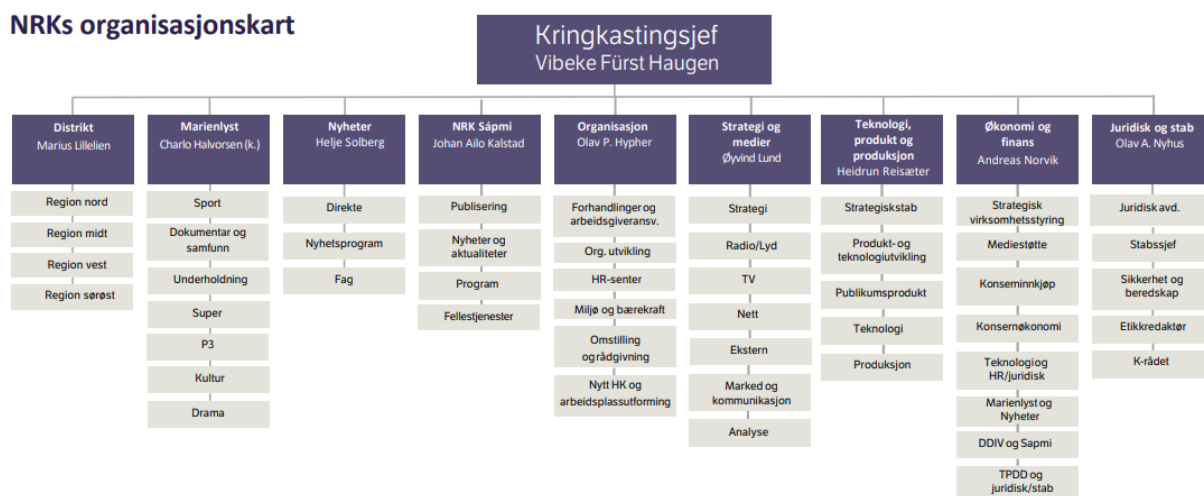 NRKs organisasjonskart
Kringkastingsjef
Vibeke Fürst Haugen
Distrikt
Marius Lillelien
Region nord
Region midt
Region vest
Region sørøst
Marienlyst
Charlo Halvorsen (k.)
Sport
Dokumentar og
samfunn
Underholdning
Super
P3
Kultur
Drama
Nyheter
Helje Solberg
Direkte
Nyhetsprogram
Fag
NRK Sápmi
Johan Ailo Kalstad
Publisering
Nyheter og
aktualiteter
Program
Fellestjenester
Organisasjon
Olav P. Hypher
Forhandlinger og
arbeidsgiveransv.
Org. utvikling
HR-senter
Miljø og bærekraft
Omstilling
og rådgivning
Nytt HK og
arbeidsplassutforming
Strategi og
medier
Øyvind Lund
Strategi
Radio/Lyd
TV
Nett
Ekstern
Marked og
kommunikasjon
Analyse
Teknologi,
produkt og
produksjon
Heidrun Reisæter
Strategisk stab
Produkt- og
teknologiutvikling
Publikumsprodukt
Teknologi
Produksjon
Økonomi og
finans
Andreas Norvik
Strategisk
virksomhetsstyring
Mediestøtte
Konserninnkjøp
Konsernøkonomi
Teknologi og
HR/juridisk
Marienlyst og
Nyheter
DDIV og Sapmi
TPDD og
juridisk/stab
Juridisk og stab
Olav A. Nyhus
Juridisk avd.
Stabssjef
Sikkerhet og
beredskap
Etikkredaktør
K-rådet